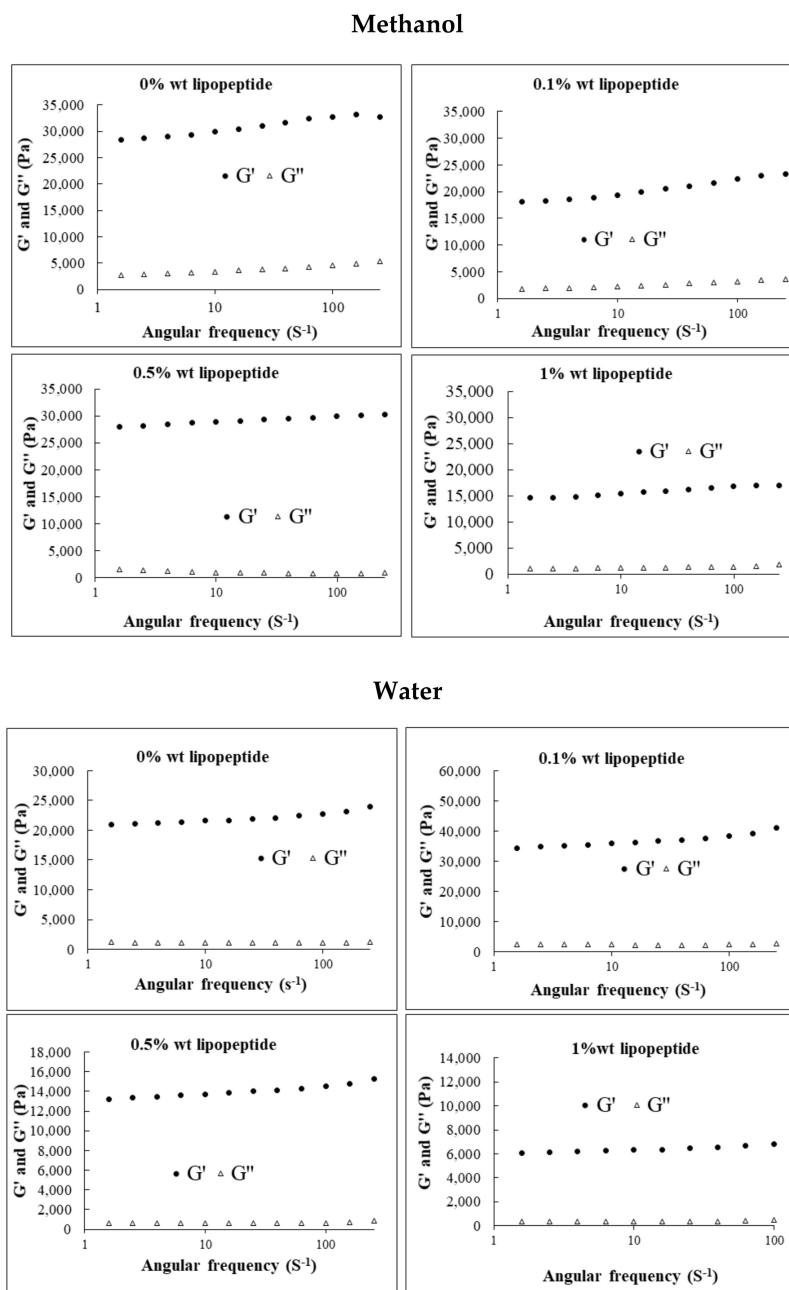 Methanol
0% wt lipopeptide
35,000
30,000
25,000
20,000
15,000
10,000
5,000
0
G' and G'' (Pa)
G' G''
1 10 100
Angular frequency (S-1)
0.1% wt lipopeptide
35,000
30,000
25,000
20,000
15,000
10,000
5,000
0
G' and G'' (Pa)
G' G''
1 10 100
Angular frequency (S-1)
0.5% wt lipopeptide
35,000
30,000
25,000
20,000
15,000
10,000
5,000
0
G' and G'' (Pa)
G' G''
1 10 100
Angular frequency (S-1)
1% wt lipopeptide
35,000
30,000
25,000
20,000
15,000
10,000
5,000
0
G' and G'' (Pa)
G' G''
1 10 100
Angular frequency (S-1)
Water
0% wt lipopeptide
30,000
25,000
20,000
15,000
10,000
5,000
0
G' and G'' (Pa)
G' G''
1 10 100
Angular frequency (s-1)
0.1% wt lipopeptide
60,000
50,000
40,000
30,000
20,000
10,000
0
G' and G'' (Pa)
G' G''
1 10 100
Angular frequency (S-1)
0.5% wt lipopeptide
18,000
16,000
14,000
12,000
10,000
8,000
6,000
4,000
2,000
0
G' and G'' (Pa)
G' G''
1 10 100
Angular frequency (S-1)
1%wt lipopeptide
14,000
12,000
10,000
8,000
6,000
4,000
2,000
0
G' and G'' (Pa)
G' G''
1 10 100
Angular frequency (S-1)